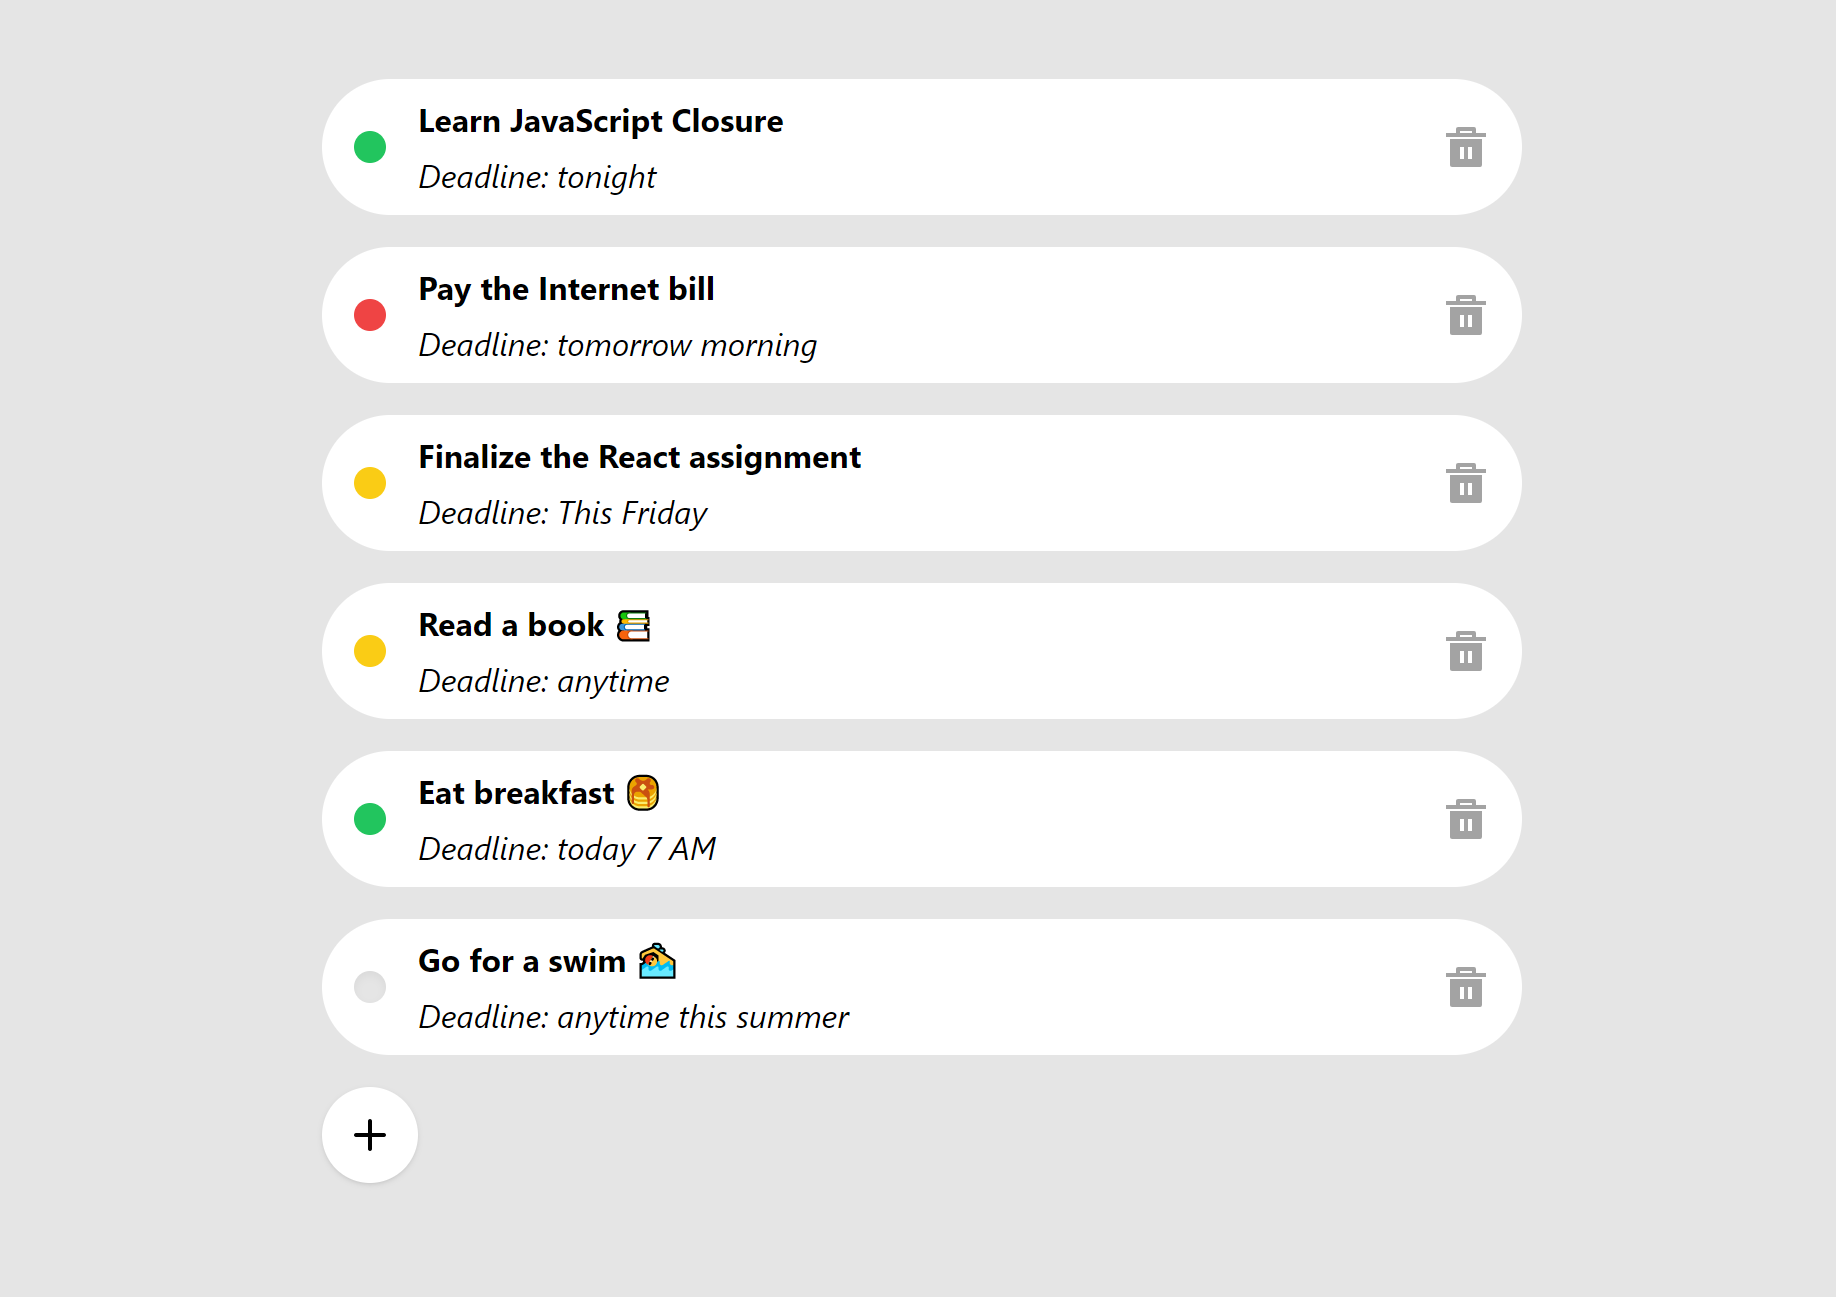 Learn JavaScript Closure
Deadline: tonight
Pay the Internet bill
Deadline: tomorrow morning
Finalize the React assignment
Deadline: This Friday
Read a book 📚
Deadline: anytime
Eat breakfast 🥞
Deadline: today 7 AM
Go for a swim 🏊
Deadline: anytime this summer